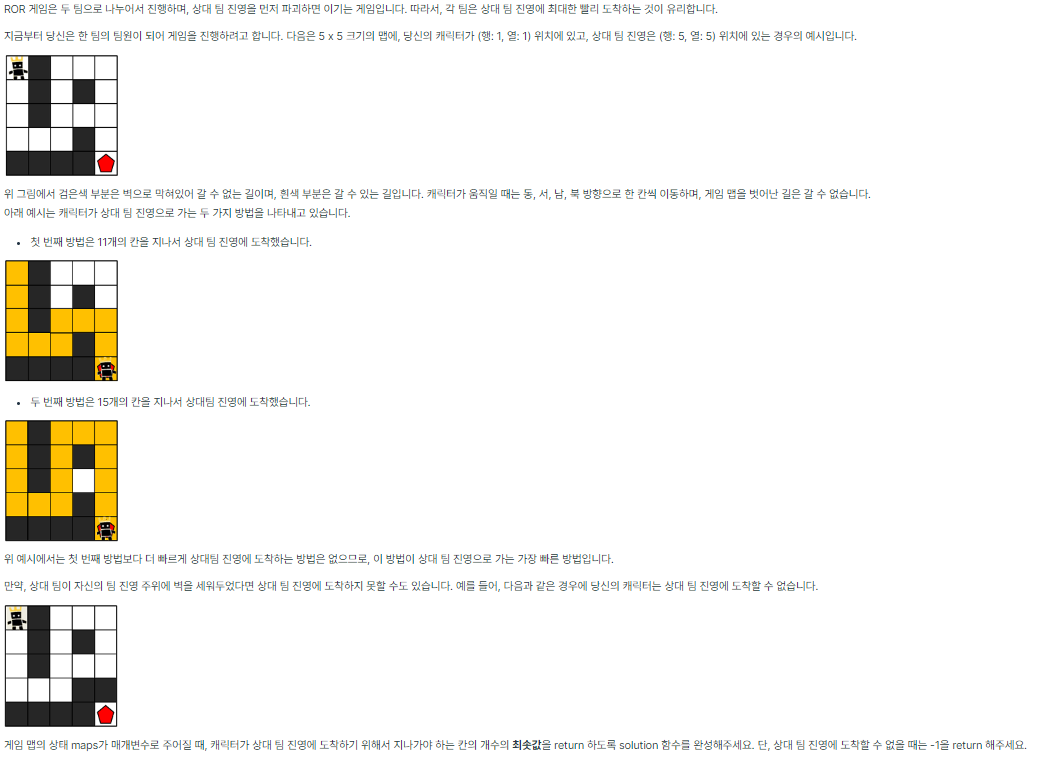 ROR 게임은 두 팀으로 나누어서 진행하며, 상대 팀 진영을 먼저 파괴하면 이기는 게임입니다. 따라서, 각 팀은 상대 팀 진영에 최대한 빨리 도착하는 것이 유리합니다.
지금부터 당신은 한 팀의 팀원이 되어 게임을 진행하려고 합니다. 다음은 5 x 5 크기의 맵에, 당신의 캐릭터가 (행: 1, 열: 1) 위치에 있고, 상대 팀 진영은 (행: 5, 열: 5) 위치에 있는 경우의 예시입니다.
위 그림에서 검은색 부분은 벽으로 막혀있어 갈 수 없는 길이며, 흰색 부분은 갈 수 있는 길입니다. 캐릭터가 움직일 때는 동, 서, 남, 북 방향으로 한 칸씩 이동하며, 게임 맵을 벗어난 길은 갈 수 없습니다.
아래 예시는 캐릭터가 상대 팀 진영으로 가는 두 가지 방법을 나타내고 있습니다.
• 첫 번째 방법은 11개의 칸을 지나서 상대 팀 진영에 도착했습니다.
• 두 번째 방법은 15개의 칸을 지나서 상대팀 진영에 도착했습니다.
위 예시에서는 첫 번째 방법보다 더 빠르게 상대팀 진영에 도착하는 방법은 없으므로, 이 방법이 상대 팀 진영으로 가는 가장 빠른 방법입니다.
만약, 상대 팀이 자신의 팀 진영 주위에 벽을 세워두었다면 상대 팀 진영에 도착하지 못할 수도 있습니다. 예를 들어, 다음과 같은 경우에 당신의 캐릭터는 상대 팀 진영에 도착할 수 없습니다.
게임 맵의 상태 maps가 매개변수로 주어질 때, 캐릭터가 상대 팀 진영에 도착하기 위해서 지나가야 하는 칸의 개수의 최솟값을 return 하도록 solution 함수를 완성해주세요. 단, 상대 팀 진영에 도착할 수 없을 때는 -1을 return 해주세요.